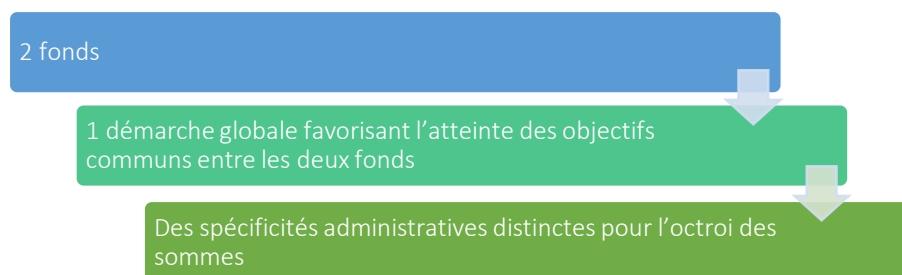 2 fonds
1 démarche globale favorisant l’atteinte des objectifs
communs entre les deux fonds
Des spécificités administratives distinctes pour l’octroi des
sommes